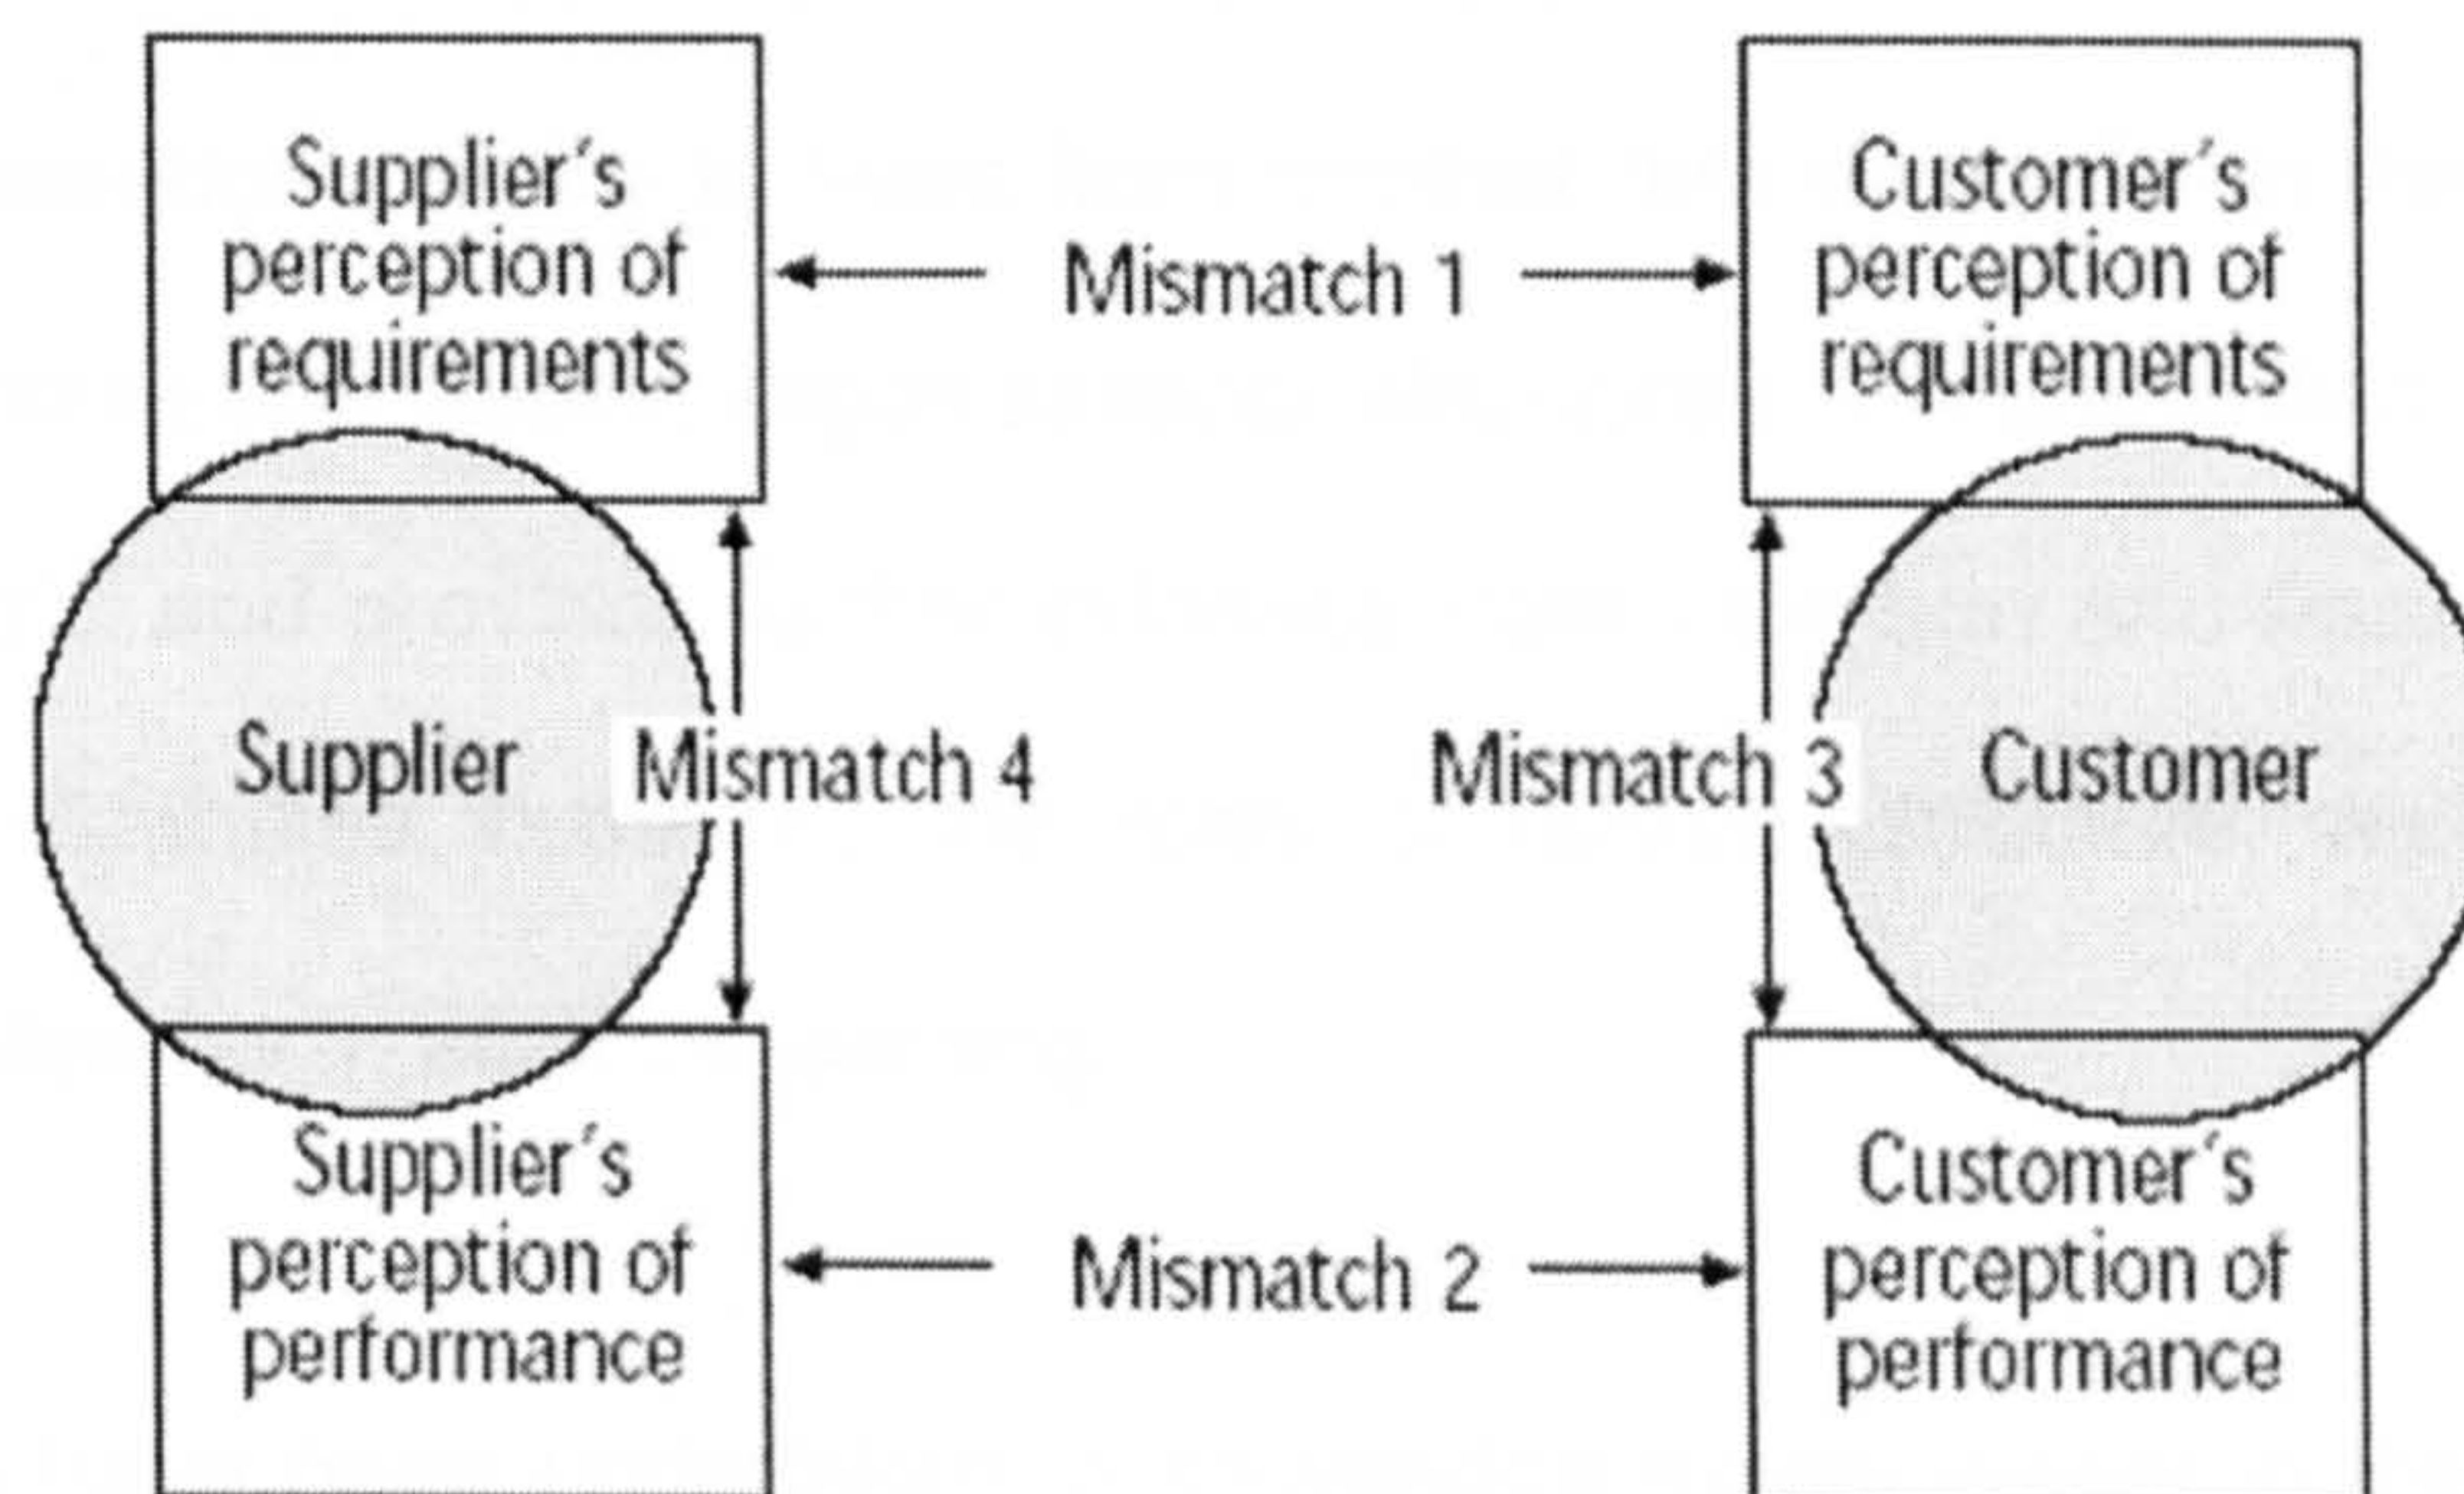 Supplier's
perception of
requirements
Mismatch 1
Customer's
perception of
requirements
Supplier
Mismatch 4
Mismatch 3
Customer
Supplier's
perception of
performance
Mismatch 2
Customer's
perception of
performance